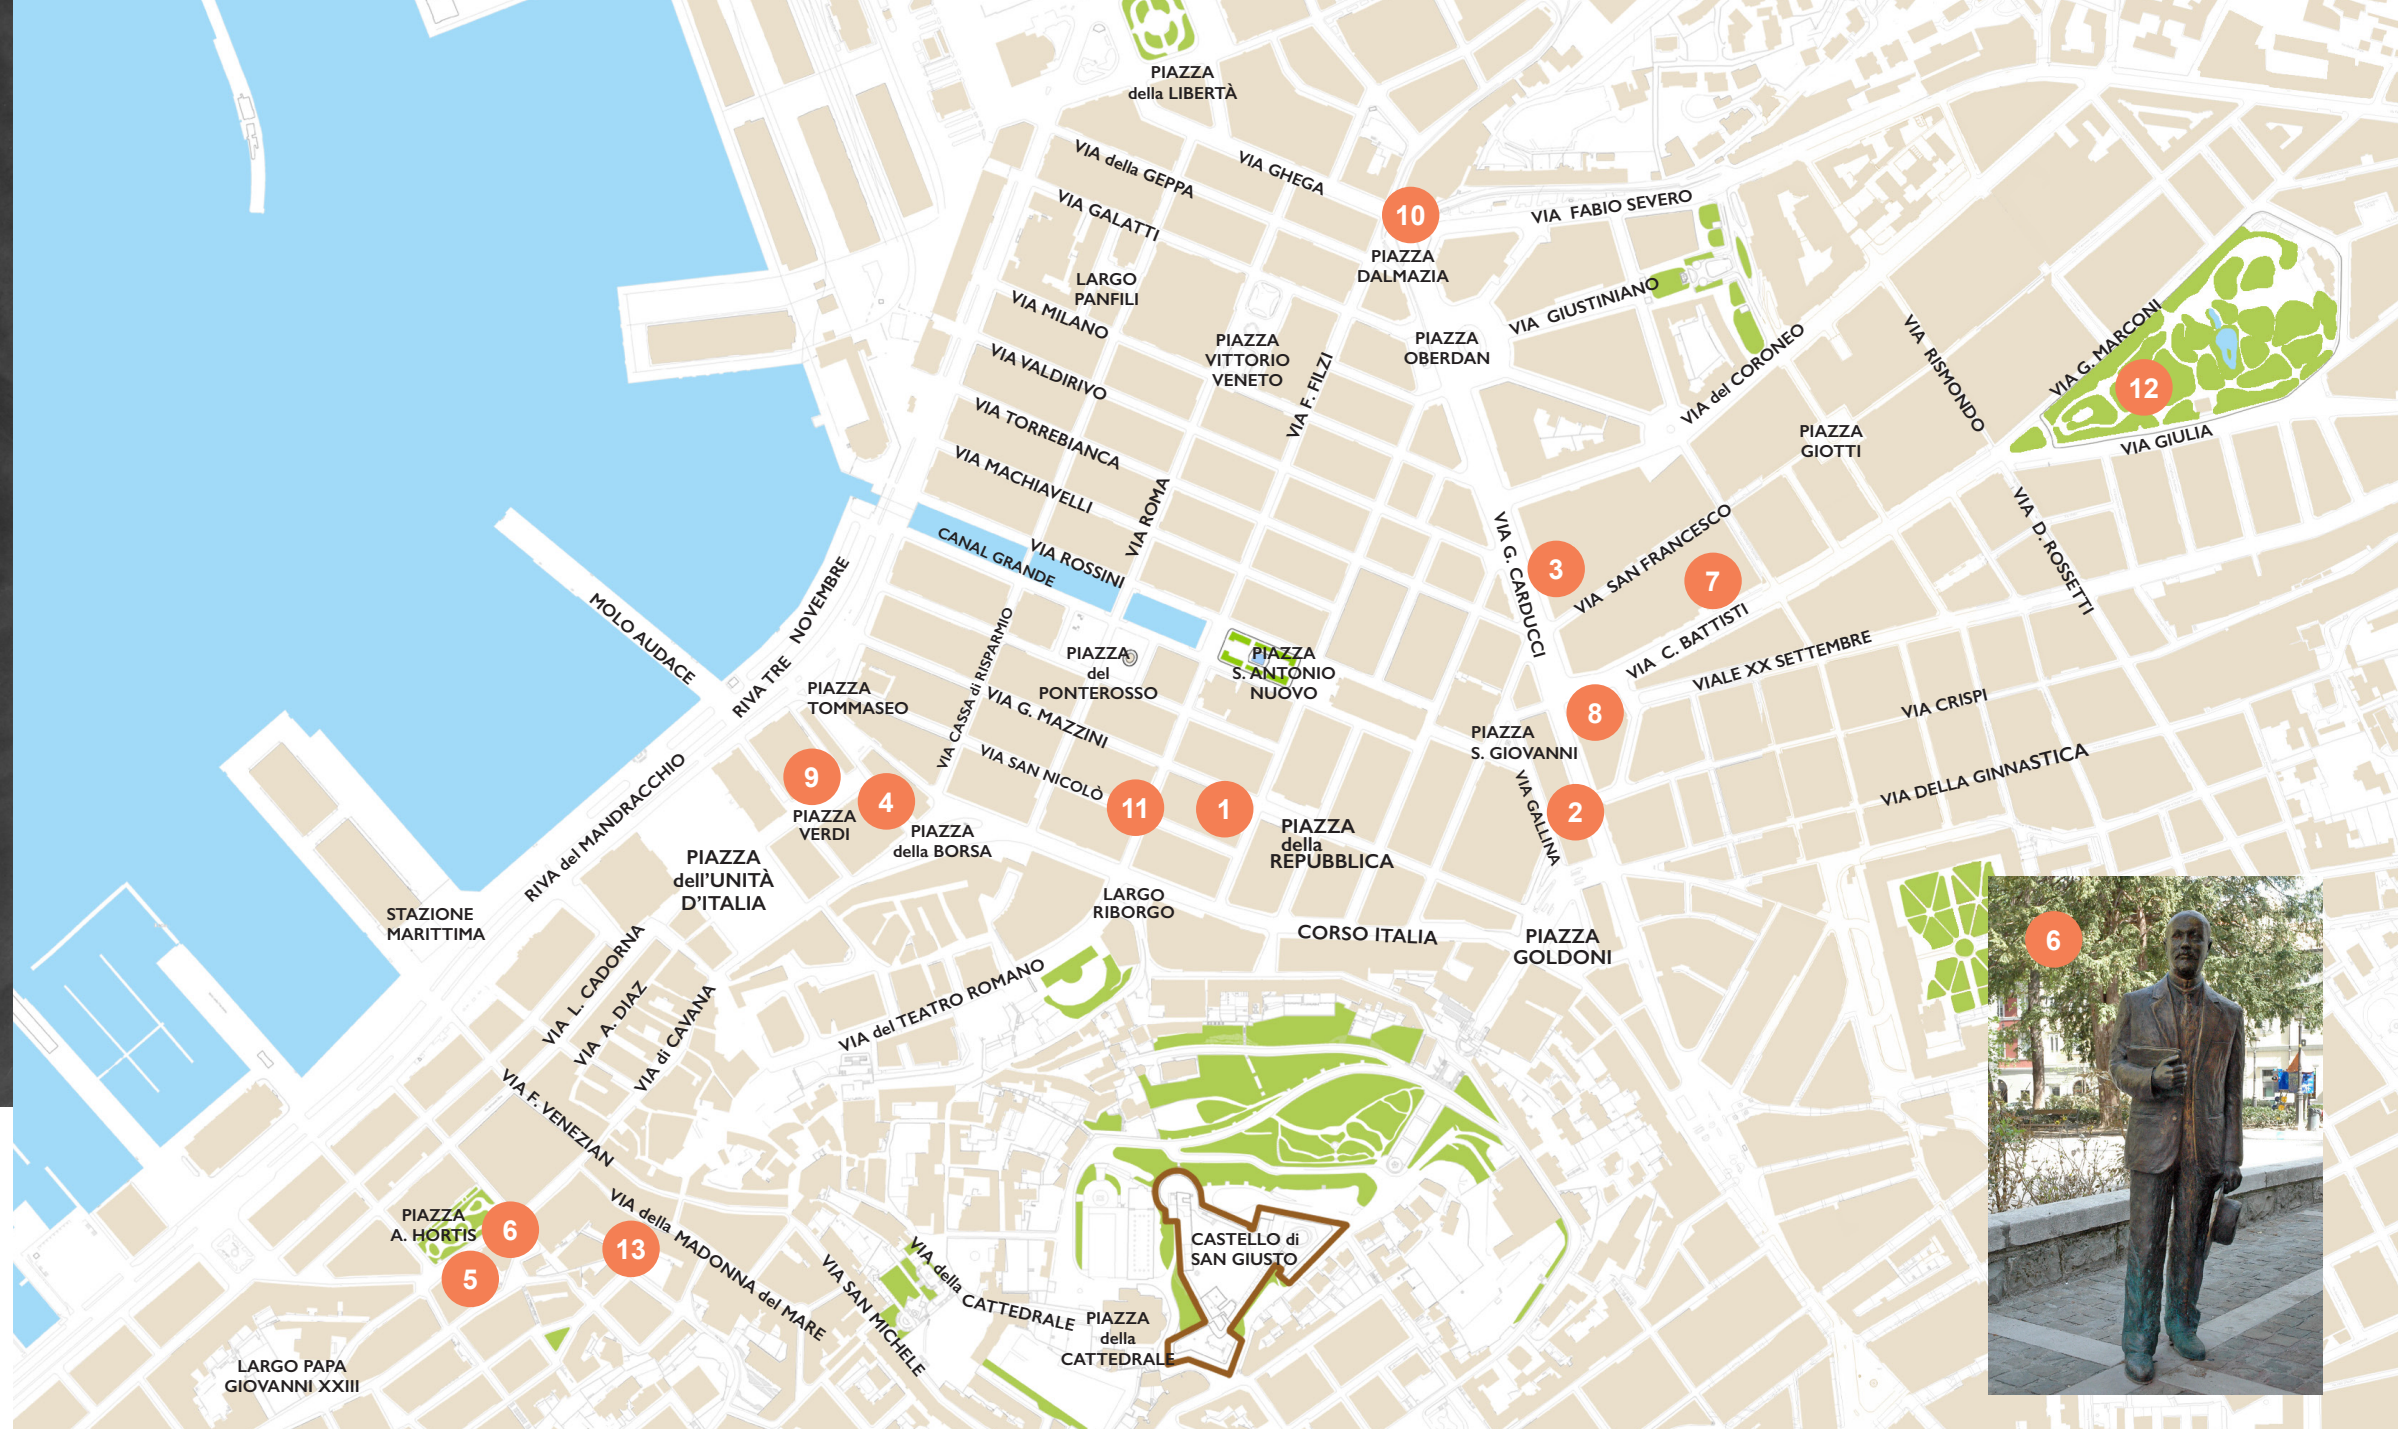 PIAZZA
della LIBERTÀ
VIA della GEPPA
VIA GHEGA
VIA GALATTI
10
PIAZZA
DALMAZIA
VIA FABIO SEVERO
LARGO
PANFILI
VIA MILANO
VIA GIUSTINIANO
PIAZZA
VITTORIO
VENETO
VIA F. FILZI
PIAZZA
OBERDAN
VIA del CORONEO
VIA RISMONDO
VIA G. MARCONI
12
VIA GIULIA
PIAZZA
GIOTTI
VIA VALDIRIVO
VIA TORREBIANCA
VIA MACHIAVELLI
VIA ROMA
CANAL GRANDE
VIA ROSSINI
VIA G. CARDUCCI
3
VIA SAN FRANCESCO
7
VIA C. BATTISTI
VIA D. ROSSETTI
VIALE XX SETTEMBRE
MOLO AUDACE
RIVA TRE NOVEMBRE
VIA CASSA di RISPARMIO
PIAZZA
del
PONTEROSSO
PIAZZA
S. ANTONIO
NUOVO
PIAZZA
TOMMASEO
VIA G. MAZZINI
VIA SAN NICOLÒ
8
PIAZZA
S. GIOVANNI
VIA CRISPI
VIA DELLA GINNASTICA
VIA GALLINA
2
9
PIAZZA
VERDI
4
PIAZZA
della BORSA
11
1
PIAZZA
della
REPUBBLICA
RIVA del MANDRACCHIO
PIAZZA
dell'UNITÀ
D'ITALIA
STAZIONE
MARITTIMA
LARGO
RIBORGO
CORSO ITALIA
PIAZZA
GOLDONI
6
VIA L. CADORNA
VIA A. DIAZ
VIA di CAVANA
VIA del TEATRO ROMANO
VIA F. VENEZIAN
PIAZZA
A. HORTIS
6
5
13
VIA della MADONNA del MARE
VIA SAN MICHELE
VIA della CATTEDRALE
CASTELLO di
SAN GIUSTO
PIAZZA
della
CATTEDRALE
LARGO PAPA
GIOVANNI XXIII